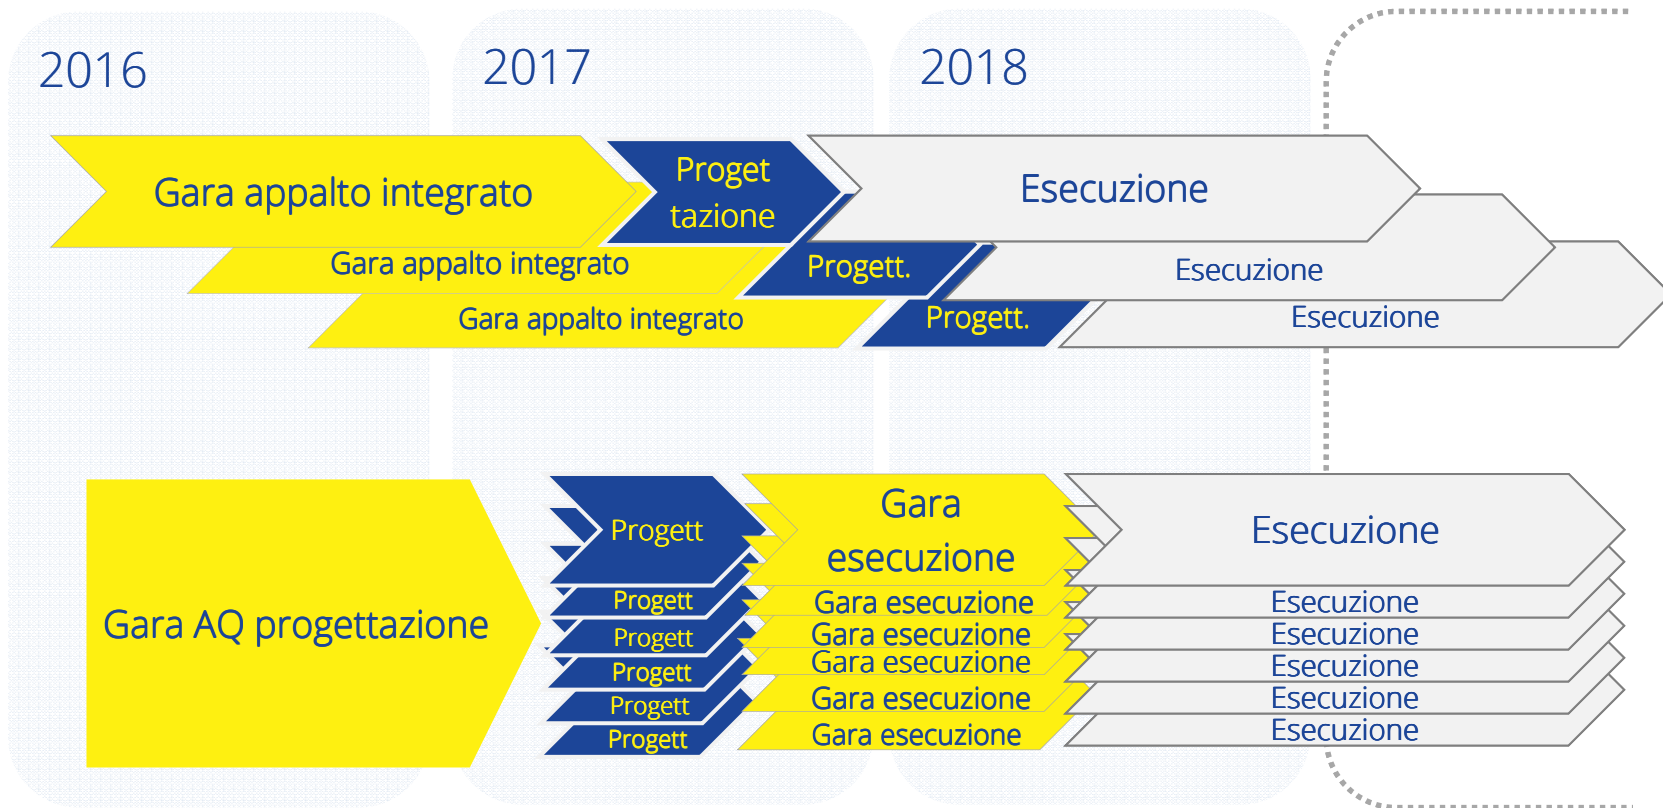 2016
2017
2018
Gara appalto integrato
Proget
tazione
Esecuzione
Gara appalto integrato
Progett.
Esecuzione
Gara appalto integrato
Progett.
Esecuzione
Gara AQ progettazione
Progett
Gara
esecuzione
Esecuzione
Progett
Gara esecuzione
Esecuzione
Progett
Gara esecuzione
Esecuzione
Progett
Gara esecuzione
Esecuzione
Progett
Gara esecuzione
Esecuzione
Progett
Gara esecuzione
Esecuzione